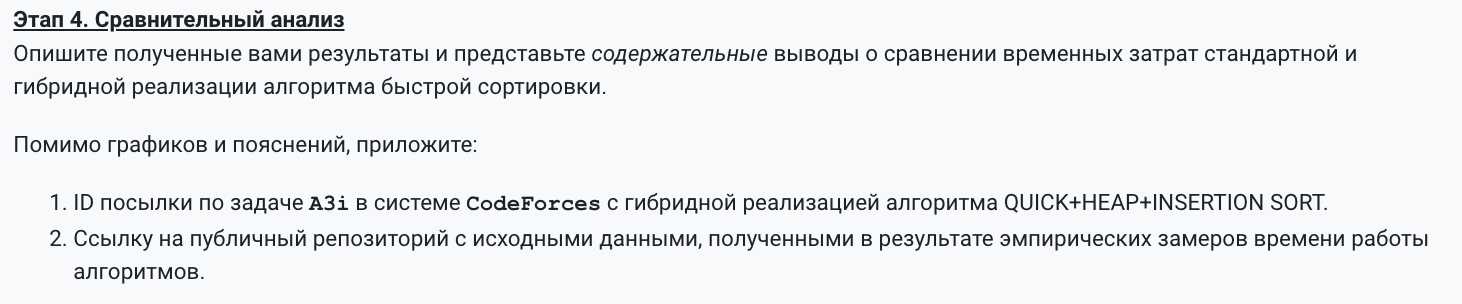 Этап 4. Сравнительный анализ
Опишите полученные вами результаты и представьте содержательные выводы о сравнении временных затрат стандартной и
гибридной реализации алгоритма быстрой сортировки.
Помимо графиков и пояснений, приложите:
1. ID посылки по задаче A3i в системе CodeForces с гибридной реализацией алгоритма QUICK+HEAP+INSERTION SORT.
2. Ссылку на публичный репозиторий с исходными данными, полученными в результате эмпирических замеров времени работы
алгоритмов.